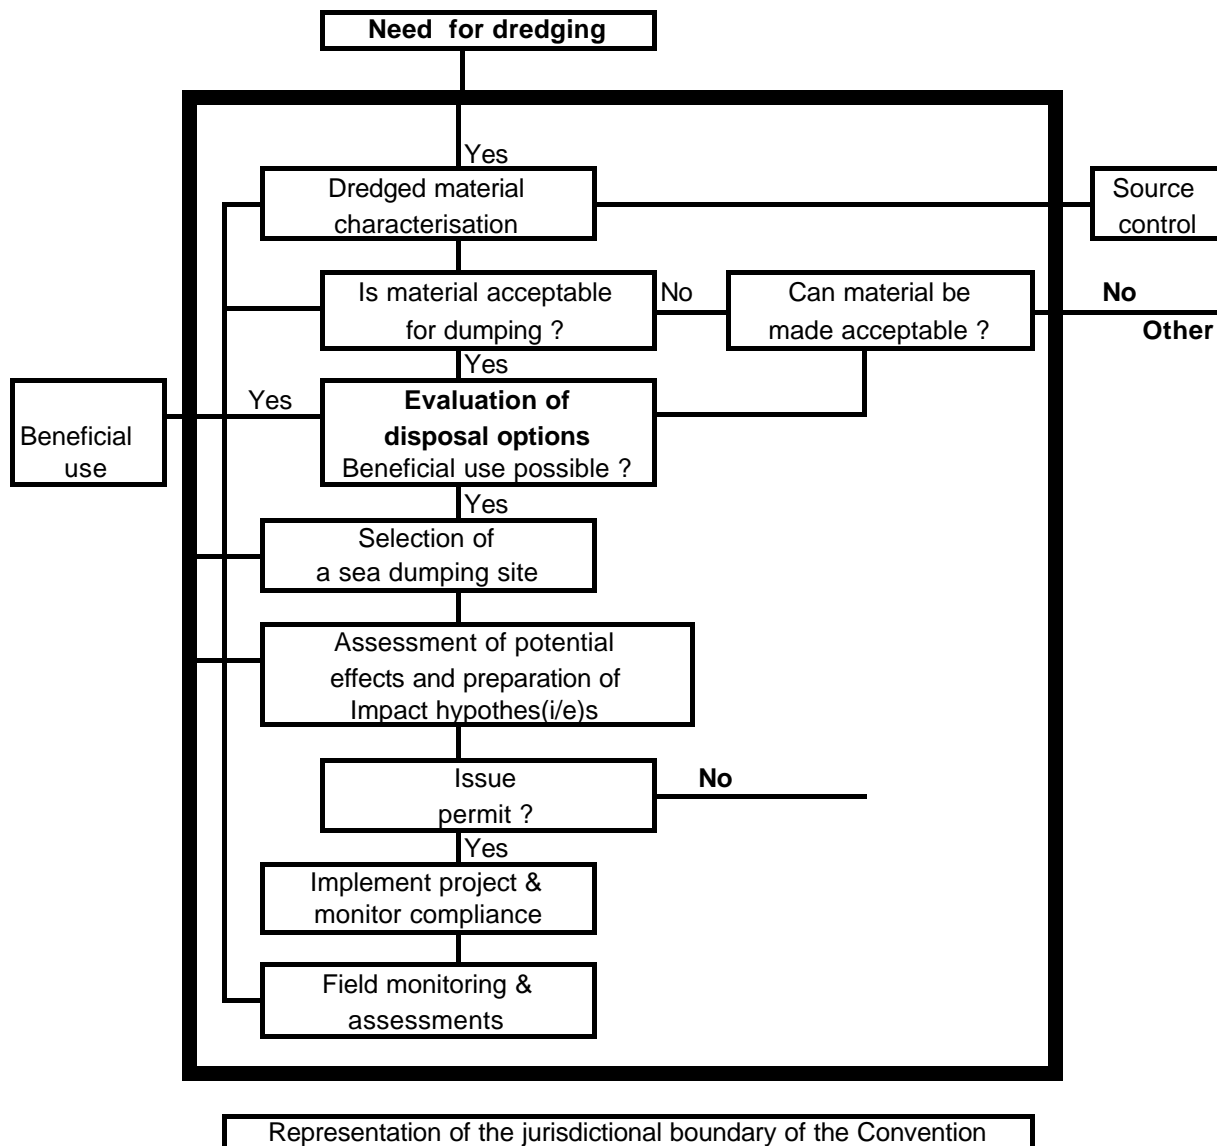 Need for dredging
Yes
Dredged material
characterisation
Source
control
Is material acceptable
for dumping ?
No
Can material be
made acceptable ?
No
Other
Yes
Beneficial
use
Yes
Evaluation of
disposal options
Beneficial use possible ?
Yes
Selection of
a sea dumping site
Assessment of potential
effects and preparation of
Impact hypothes(i/e)s
Issue
permit ?
No
Yes
Implement project &
monitor compliance
Field monitoring &
assessments
Representation of the jurisdictional boundary of the Convention